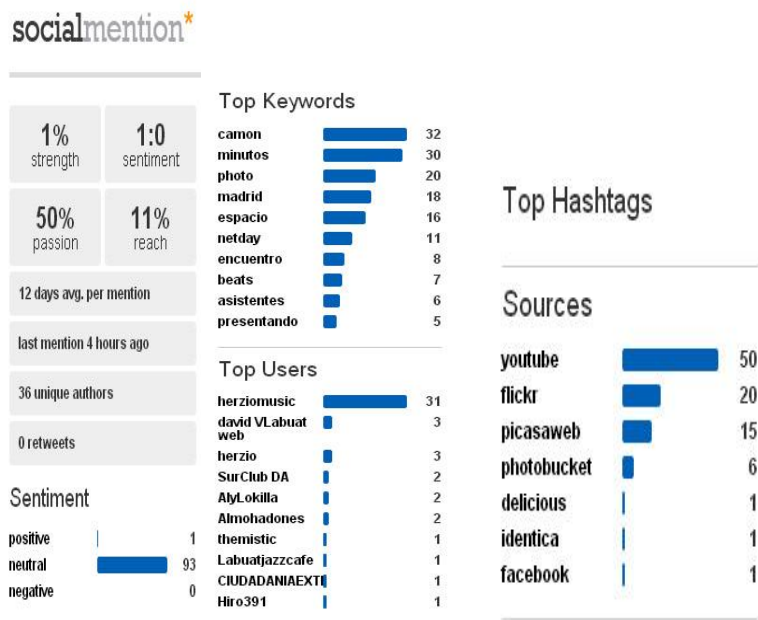 socialmention*
1%
strength
1:0
sentiment
50%
passion
11%
reach
12 days avg. per mention
last mention 4 hours ago
36 unique authors
0 retweets
Sentiment
positive 1
neutral 93
negative 0
Top Keywords
camon 32
minutos 30
photo 20
madrid 18
espacio 16
netday 11
encuentro 8
beats 7
asistentes 6
presentando 5
Top Users
herziomusic 31
david VLabuat 3
web
herzio 3
SurClub DA 2
AlyLokilla 2
Almohadones 2
themistic 1
Labuatjazzcafe 1
CIUDADANIAEXT 1
Hiro391 1
Top Hashtags
Sources
youtube 50
flickr 20
picasaweb 15
photobucket 6
delicious 1
identica 1
facebook 1